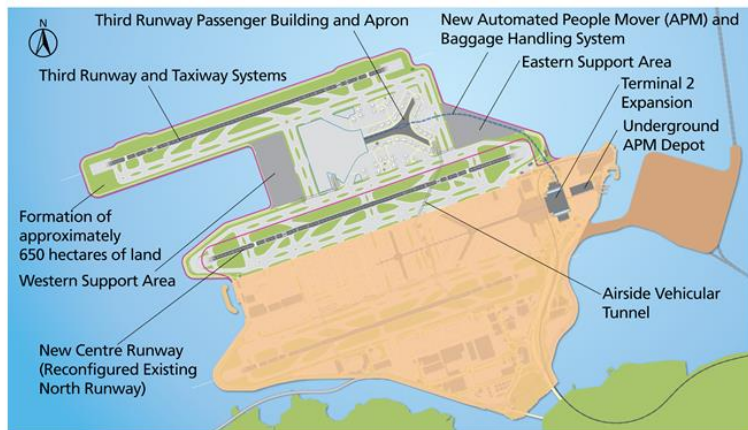 N
Third Runway Passenger Building and Apron
New Automated People Mover (APM) and
Baggage Handling System
Third Runway and Taxiway Systems
Eastern Support Area
Terminal 2
Expansion
Underground
APM Depot
Formation of
approximately
650 hectares of land
Western Support Area
Airside Vehicular
Tunnel
New Centre Runway
(Reconfigured Existing
North Runway)